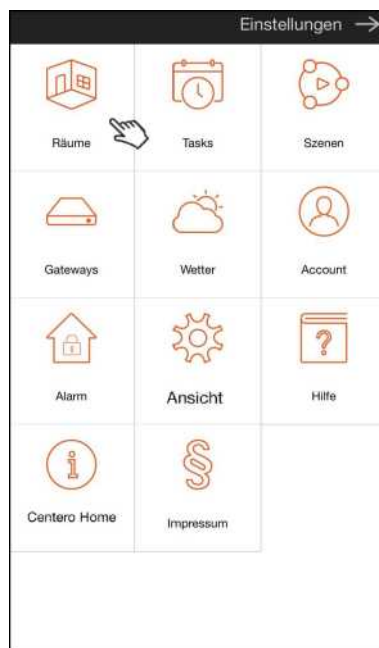 Einstellungen →
Räume
Tasks
Szenen
Gateways
Wetter
Account
Alarm
Ansicht
?
Hilfe
i
Centero Home
§
Impressum